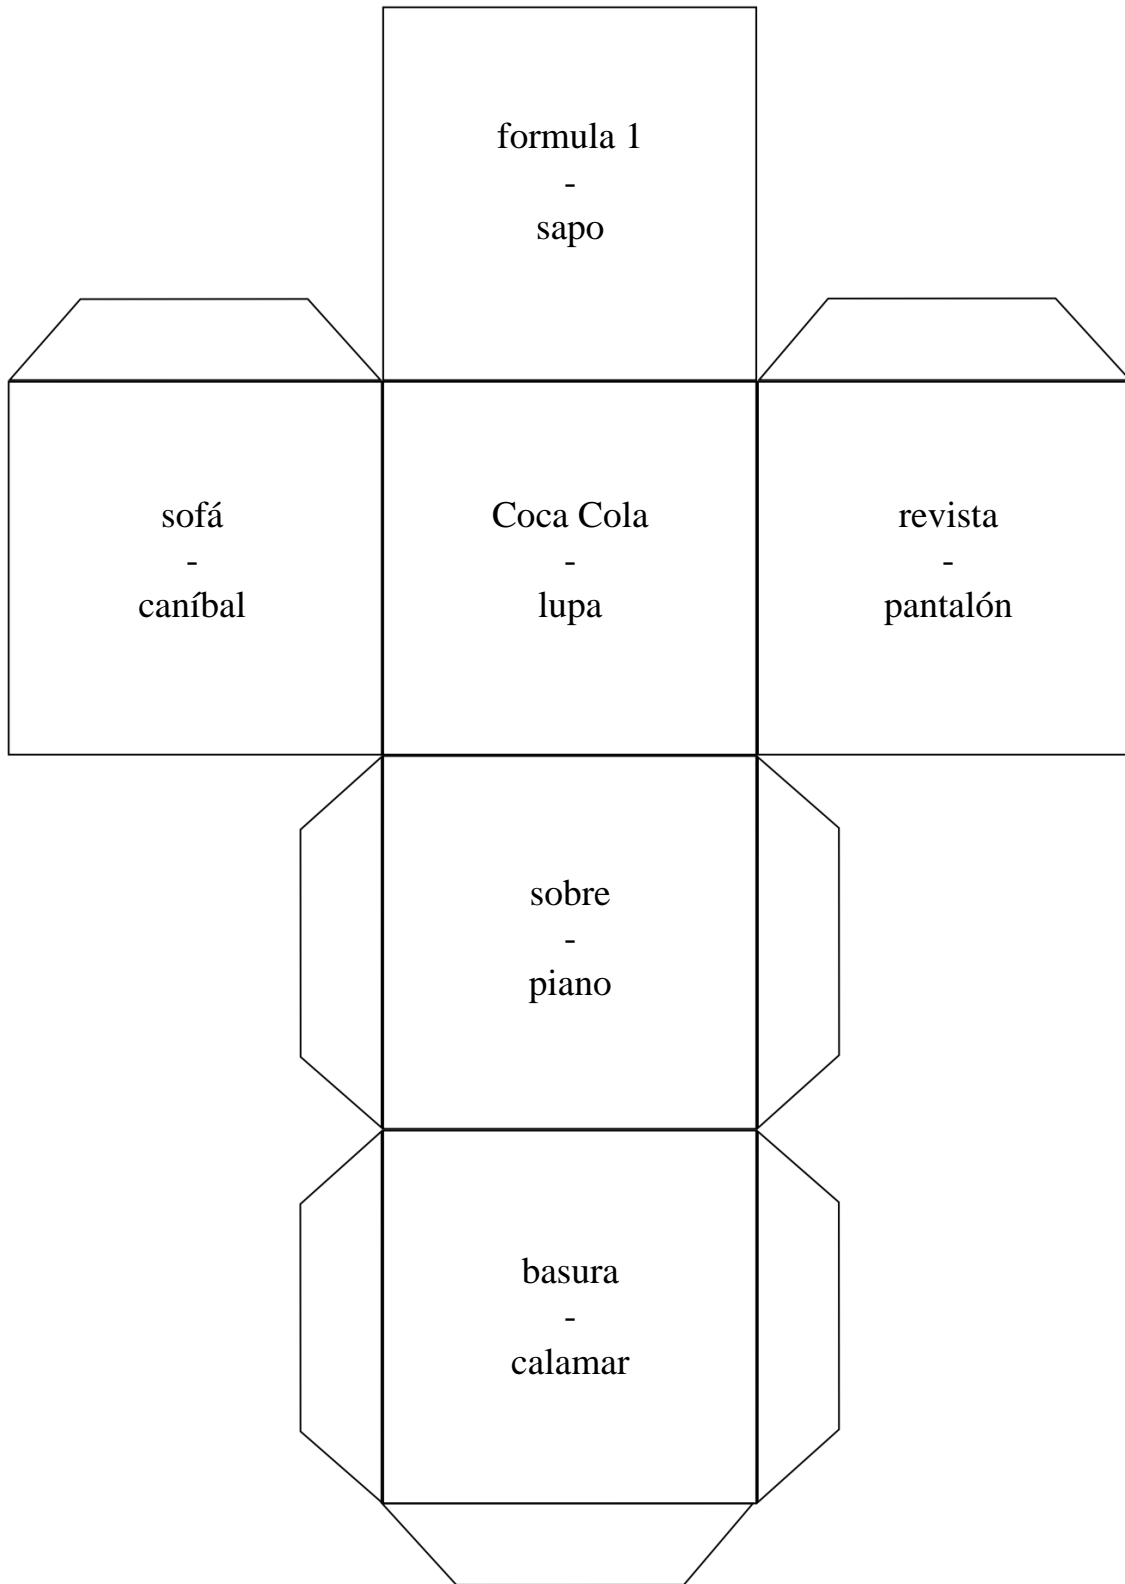 formula 1
-
sapo
sofá
-
caníbal
Coca Cola
-
lupa
revista
-
pantalón
sobre
-
piano
basura
-
calamar